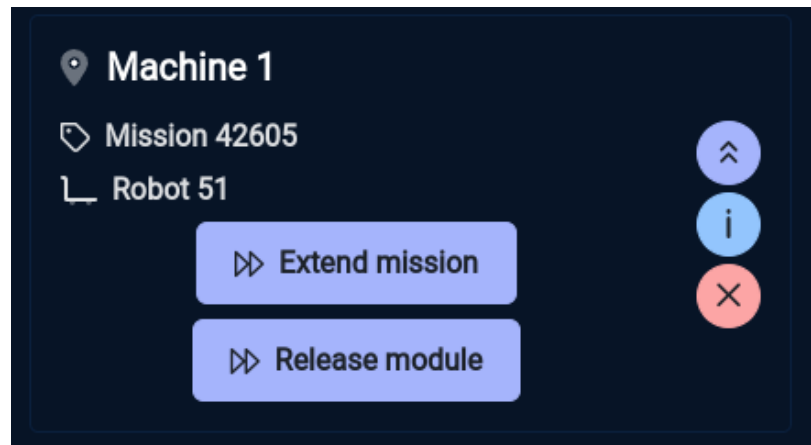 Machine 1
Mission 42605
Robot 51
Extend mission
Release module